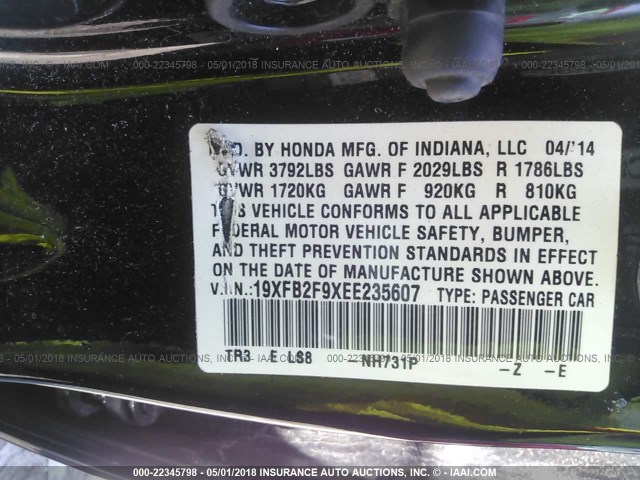 000-22345798 - 05/01/2018 INSURANCE AUTO AUCTIONS INC. © - IAAI.COM
BY HONDA MFG. OF INDIANA, LLC 04/14
GVWR 3792LBS GAWR F 2029LBS R 1786LBS
GVWR 1720KG GAWR F 920KG R 810KG
THIS VEHICLE CONFORMS TO ALL APPLICABLE
FEDERAL MOTOR VEHICLE SAFETY, BUMPER,
AND THEFT PREVENTION STANDARDS IN EFFECT
ON THE DATE OF MANUFACTURE SHOWN ABOVE.
V.I.N.:19XFB2F9XEE235607 TYPE: PASSENGER CAR
TR3 E LS8 -NH731P -Z -E
000-22345798 - 05/01/2018 INSURANCE AUTO AUCTIONS INC. © - IAAI.COM